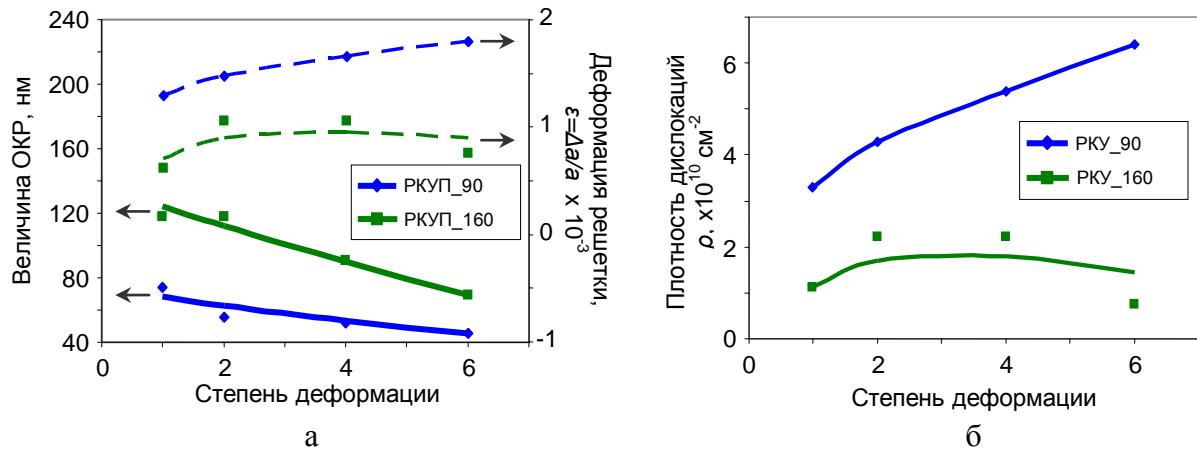 Величина ОКР, нм
240
200
160
120
80
40
0
2
4
6
Степень деформации
2
1
0
-1
Деформация решетки,
ε=Δa/a x 10⁻³
РКУП_90
РКУП_160
а
Плотность дислокаций
ρ, x10¹⁰ см⁻²
6
4
2
0
0
2
4
6
Степень деформации
РКУ_90
РКУ_160
б